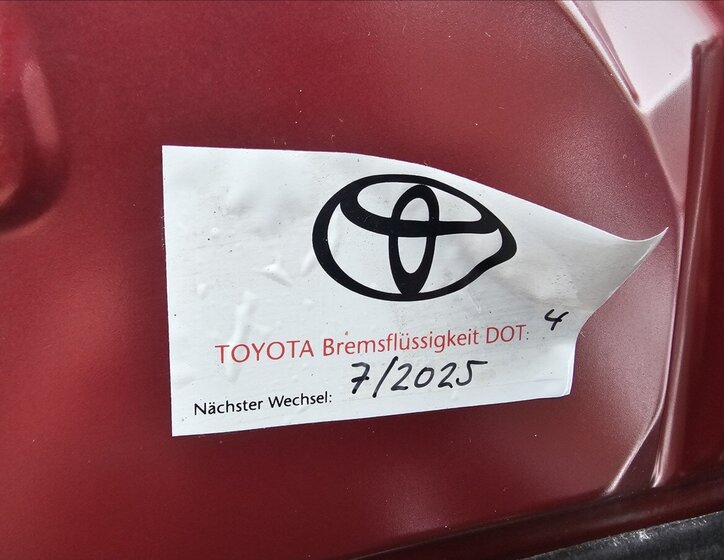 TOYOTA Bremsflüssigkeit DOT: 4
Nächster Wechsel: 7/2025